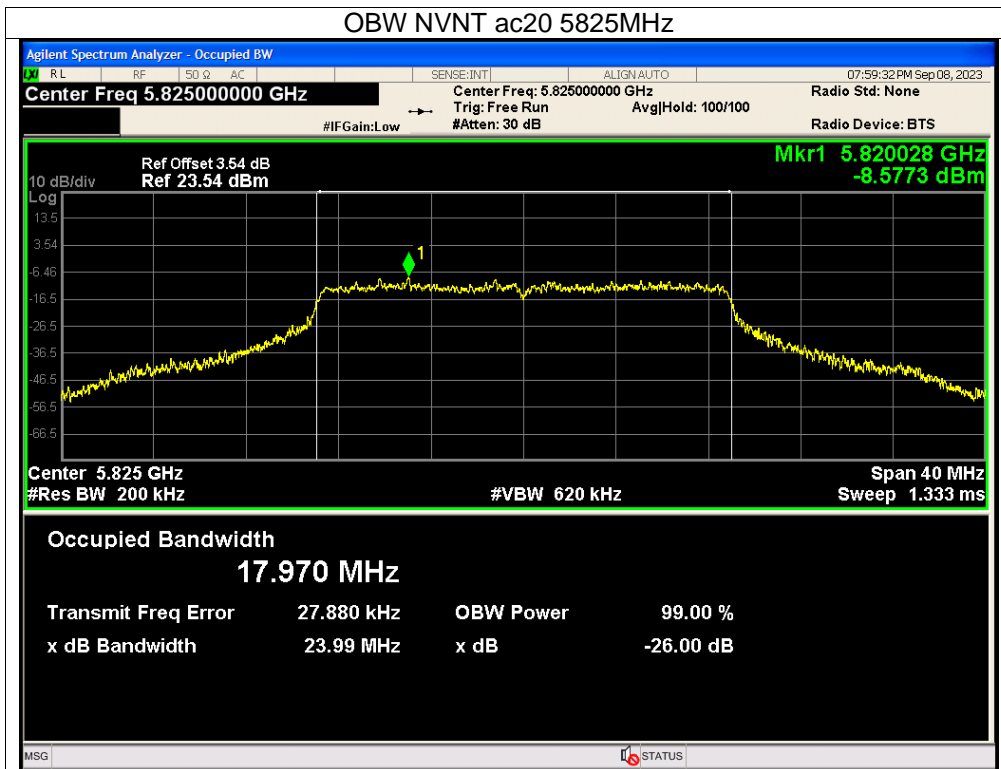 OBW NVNT ac20 5825MHz
Agilent Spectrum Analyzer - Occupied BW
LXI RL RF 50 Ω AC SENSE:INT ALIGN AUTO 07:59:32 PM Sep 08, 2023
Center Freq 5.825000000 GHz Center Freq: 5.825000000 GHz Radio Std: None
Trig: Free Run Avg|Hold: 100/100
#IFGain:Low #Atten: 30 dB Radio Device: BTS
Mkr1 5.820028 GHz
-8.5773 dBm
Ref Offset 3.54 dB
10 dB/div Ref 23.54 dBm
Log
13.5
3.54
1
-6.46
-16.5
-26.5
-36.5
-46.5
-56.5
-66.5
Center 5.825 GHz Span 40 MHz
#Res BW 200 kHz #VBW 620 kHz Sweep 1.333 ms
Occupied Bandwidth
17.970 MHz
Transmit Freq Error 27.880 kHz OBW Power 99.00 %
x dB Bandwidth 23.99 MHz x dB -26.00 dB
MSG STATUS